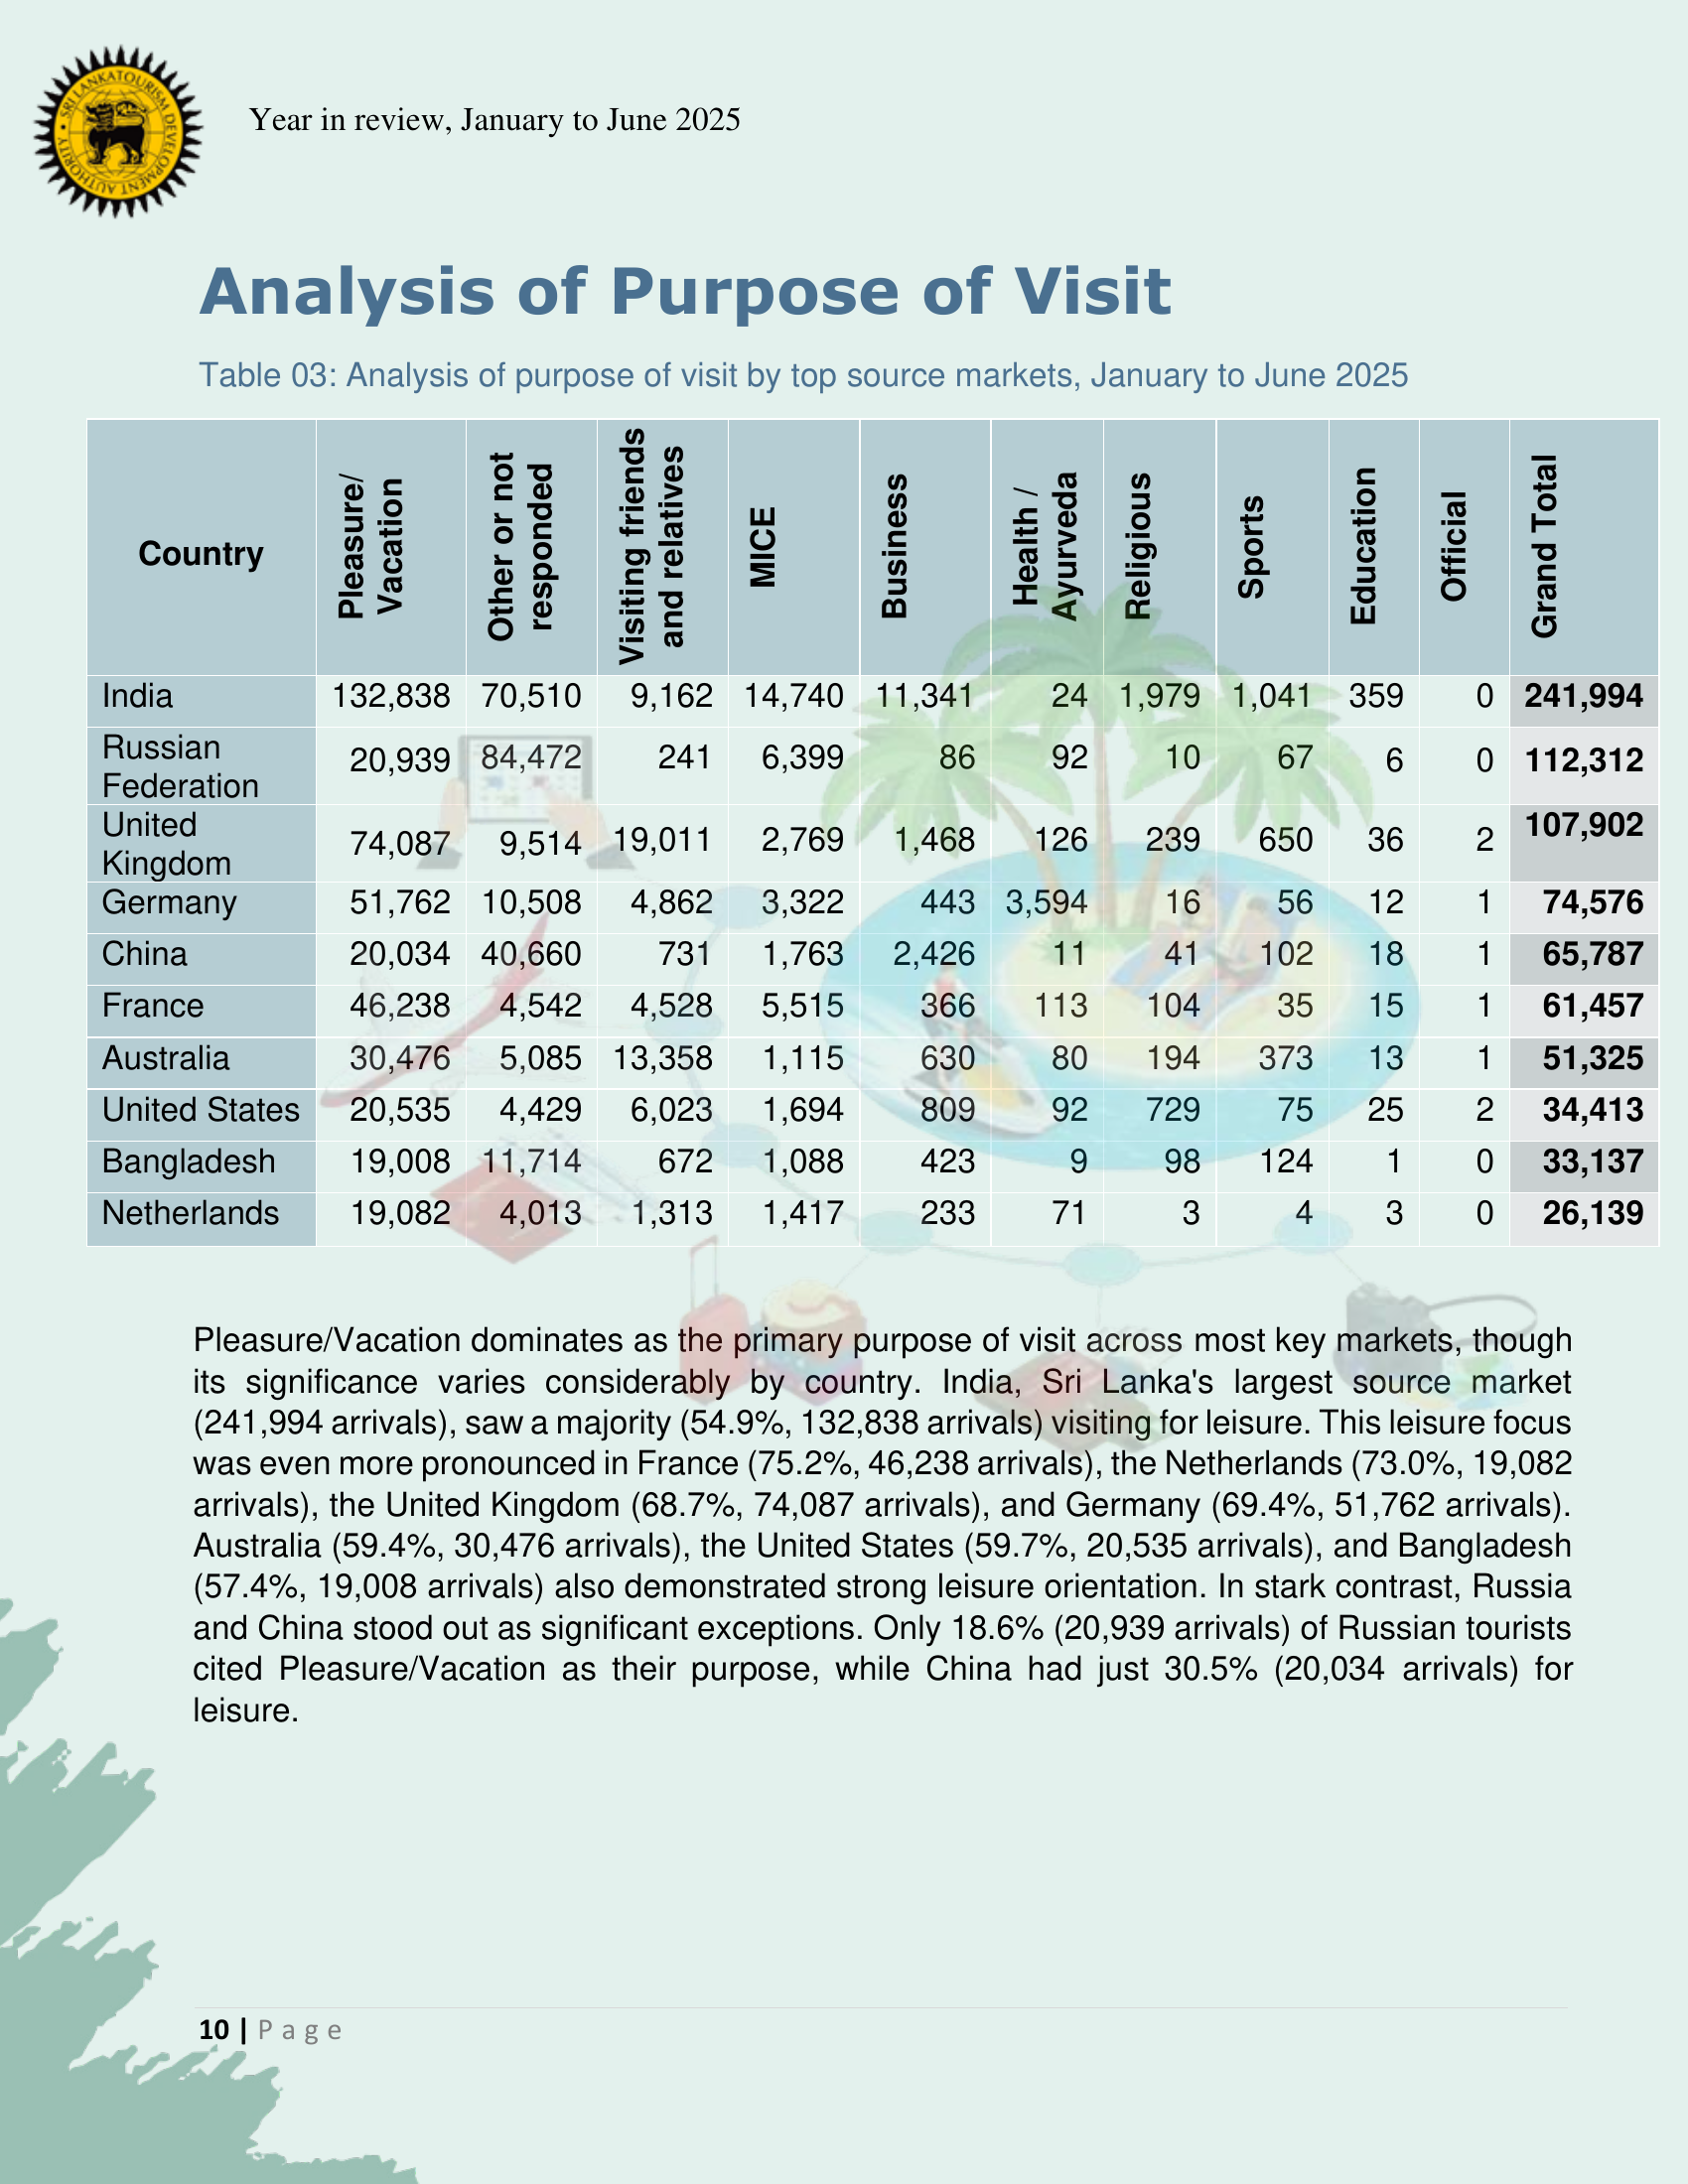 SRI LANKA TOURISM DEVELOPMENT AUTHORITY
Year in review, January to June 2025
Analysis of Purpose of Visit
Table 03: Analysis of purpose of visit by top source markets, January to June 2025
Country Pleasure/ Vacation Other or not responded Visiting friends and relatives MICE Business Health / Ayurveda Religious Sports Education Official Grand Total
India 132,838 70,510 9,162 14,740 11,341 24 1,979 1,041 359 0 241,994
Russian Federation 20,939 84,472 241 6,399 86 92 10 67 6 0 112,312
United Kingdom 74,087 9,514 19,011 2,769 1,468 126 239 650 36 2 107,902
Germany 51,762 10,508 4,862 3,322 443 3,594 16 56 12 1 74,576
China 20,034 40,660 731 1,763 2,426 11 41 102 18 1 65,787
France 46,238 4,542 4,528 5,515 366 113 104 35 15 1 61,457
Australia 30,476 5,085 13,358 1,115 630 80 194 373 13 1 51,325
United States 20,535 4,429 6,023 1,694 809 92 729 75 25 2 34,413
Bangladesh 19,008 11,714 672 1,088 423 9 98 124 1 0 33,137
Netherlands 19,082 4,013 1,313 1,417 233 71 3 4 3 0 26,139
Pleasure/Vacation dominates as the primary purpose of visit across most key markets, though
its significance varies considerably by country. India, Sri Lanka's largest source market
(241,994 arrivals), saw a majority (54.9%, 132,838 arrivals) visiting for leisure. This leisure focus
was even more pronounced in France (75.2%, 46,238 arrivals), the Netherlands (73.0%, 19,082
arrivals), the United Kingdom (68.7%, 74,087 arrivals), and Germany (69.4%, 51,762 arrivals).
Australia (59.4%, 30,476 arrivals), the United States (59.7%, 20,535 arrivals), and Bangladesh
(57.4%, 19,008 arrivals) also demonstrated strong leisure orientation. In stark contrast, Russia
and China stood out as significant exceptions. Only 18.6% (20,939 arrivals) of Russian tourists
cited Pleasure/Vacation as their purpose, while China had just 30.5% (20,034 arrivals) for
leisure.
10 | Page